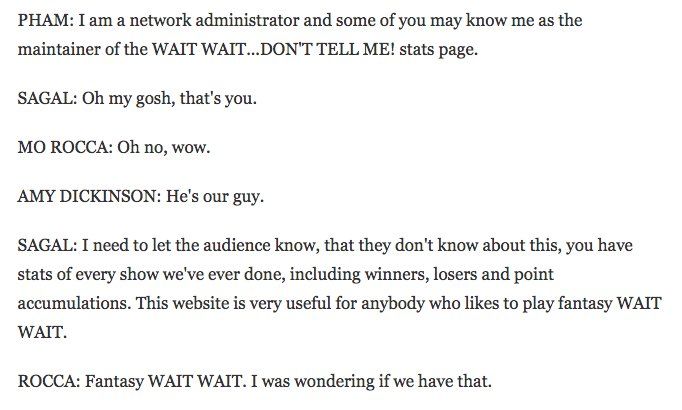 PHAM: I am a network administrator and some of you may know me as the
maintainer of the WAIT WAIT...DON'T TELL ME! stats page.
SAGAL: Oh my gosh, that's you.
MO ROCCA: Oh no, wow.
AMY DICKINSON: He's our guy.
SAGAL: I need to let the audience know, that they don't know about this, you have
stats of every show we've ever done, including winners, losers and point
accumulations. This website is very useful for anybody who likes to play fantasy WAIT
WAIT.
ROCCA: Fantasy WAIT WAIT. I was wondering if we have that.